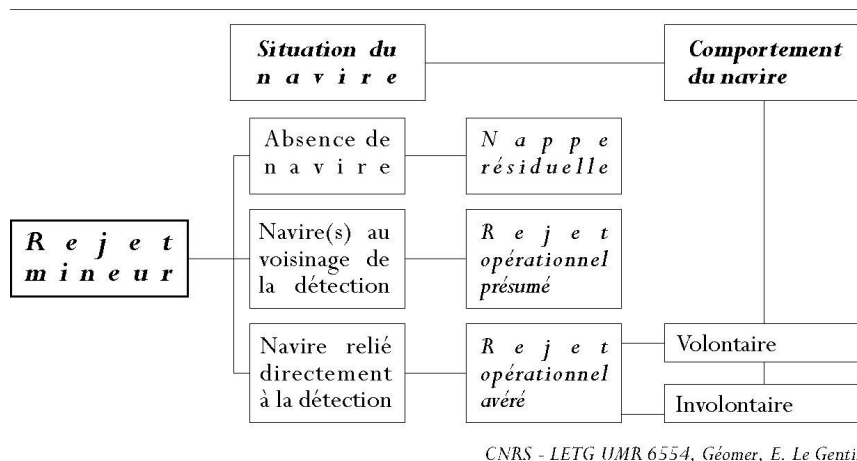 Situation du
navire
Comportement
du navire
Absence de
navire
Nappe
résiduelle
Rejet
mineur
Navire(s) au
voisinage de
la détection
Rejet
opérationnel
présumé
Navire relié
directement
à la détection
Rejet
opérationnel
avéré
Volontaire
Involontaire
CNRS - LETG UMR 6554, Géomer, E. Le Genti